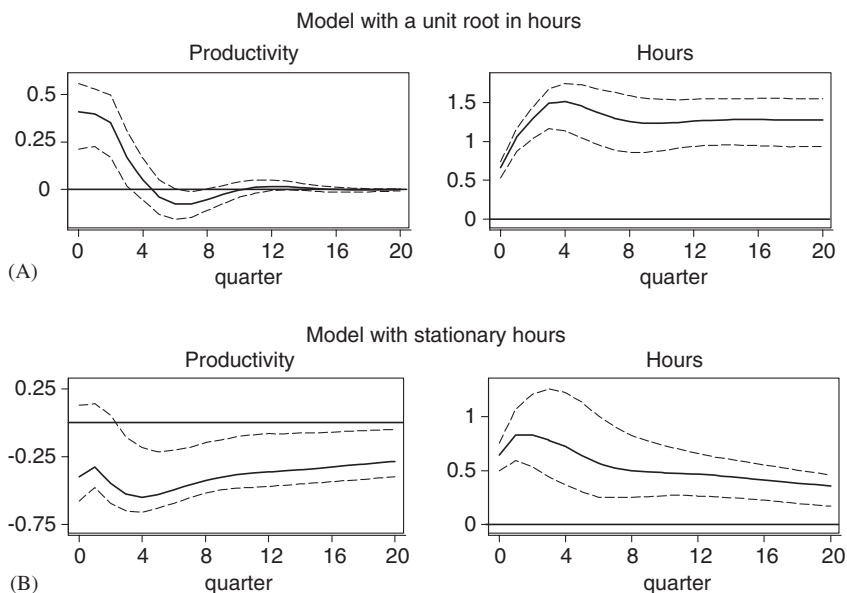 Model with a unit root in hours
Productivity
Hours
0.5
0.25
0
1.5
1
0.5
0
0 4 8 12 16 20
0 4 8 12 16 20
quarter
quarter
(A)
Model with stationary hours
Productivity
Hours
0.25
-0.25
-0.75
1
0.5
0
0 4 8 12 16 20
0 4 8 12 16 20
quarter
quarter
(B)